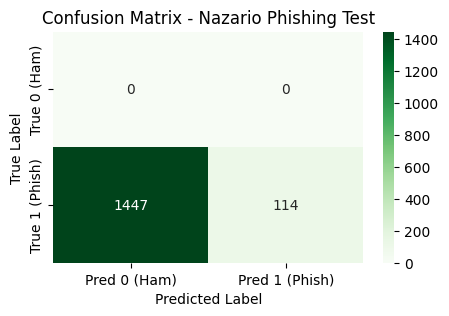 Confusion Matrix - Nazario Phishing Test
True Label
True 0 (Ham)
True 1 (Phish)
0 0
1447 114
Pred 0 (Ham) Pred 1 (Phish)
Predicted Label
1400
1200
1000
800
600
400
200
0